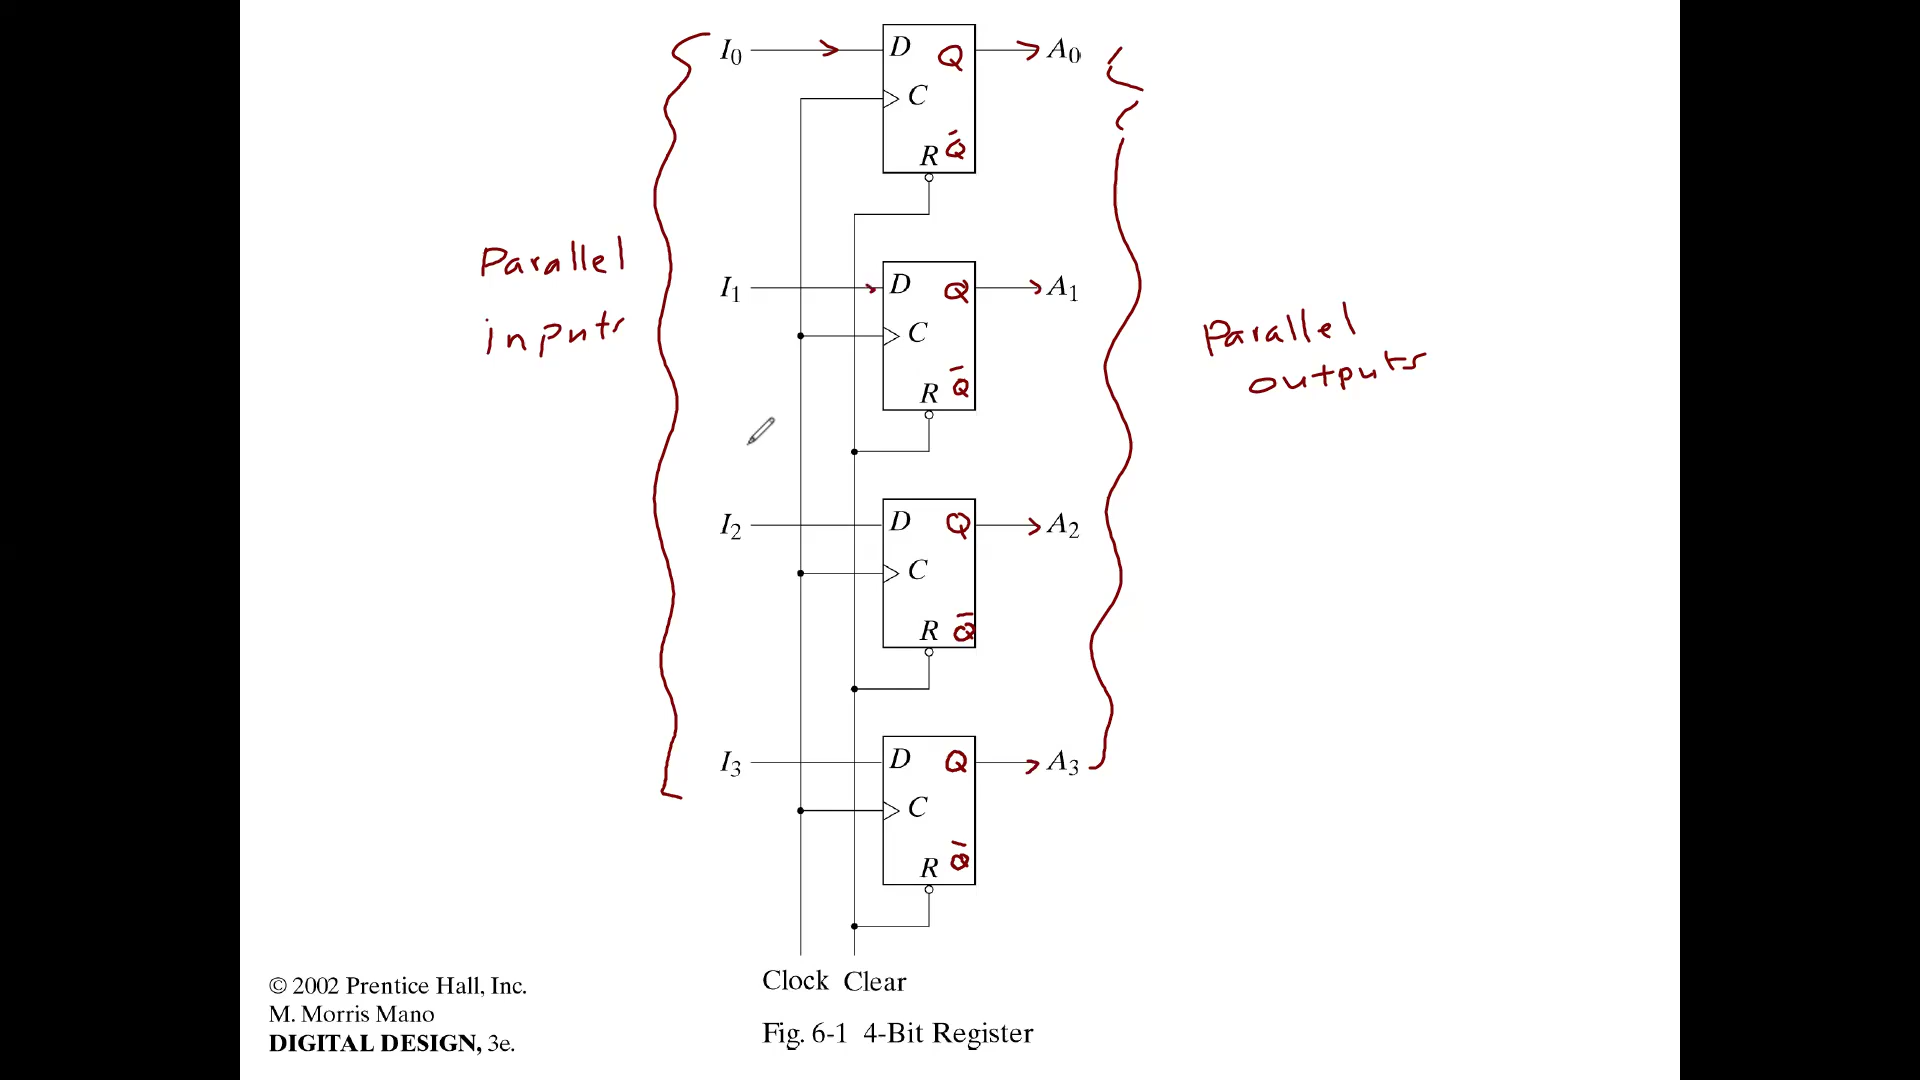 I0 D Q A0
C
R Q̄
Parallel
inputs
I1 D Q A1
C
R Q̄
Parallel
outputs
I2 D Q A2
C
R Q̄
I3 D Q A3
C
R Q̄
Clock Clear
Fig. 6-1 4-Bit Register
© 2002 Prentice Hall, Inc.
M. Morris Mano
DIGITAL DESIGN, 3e.